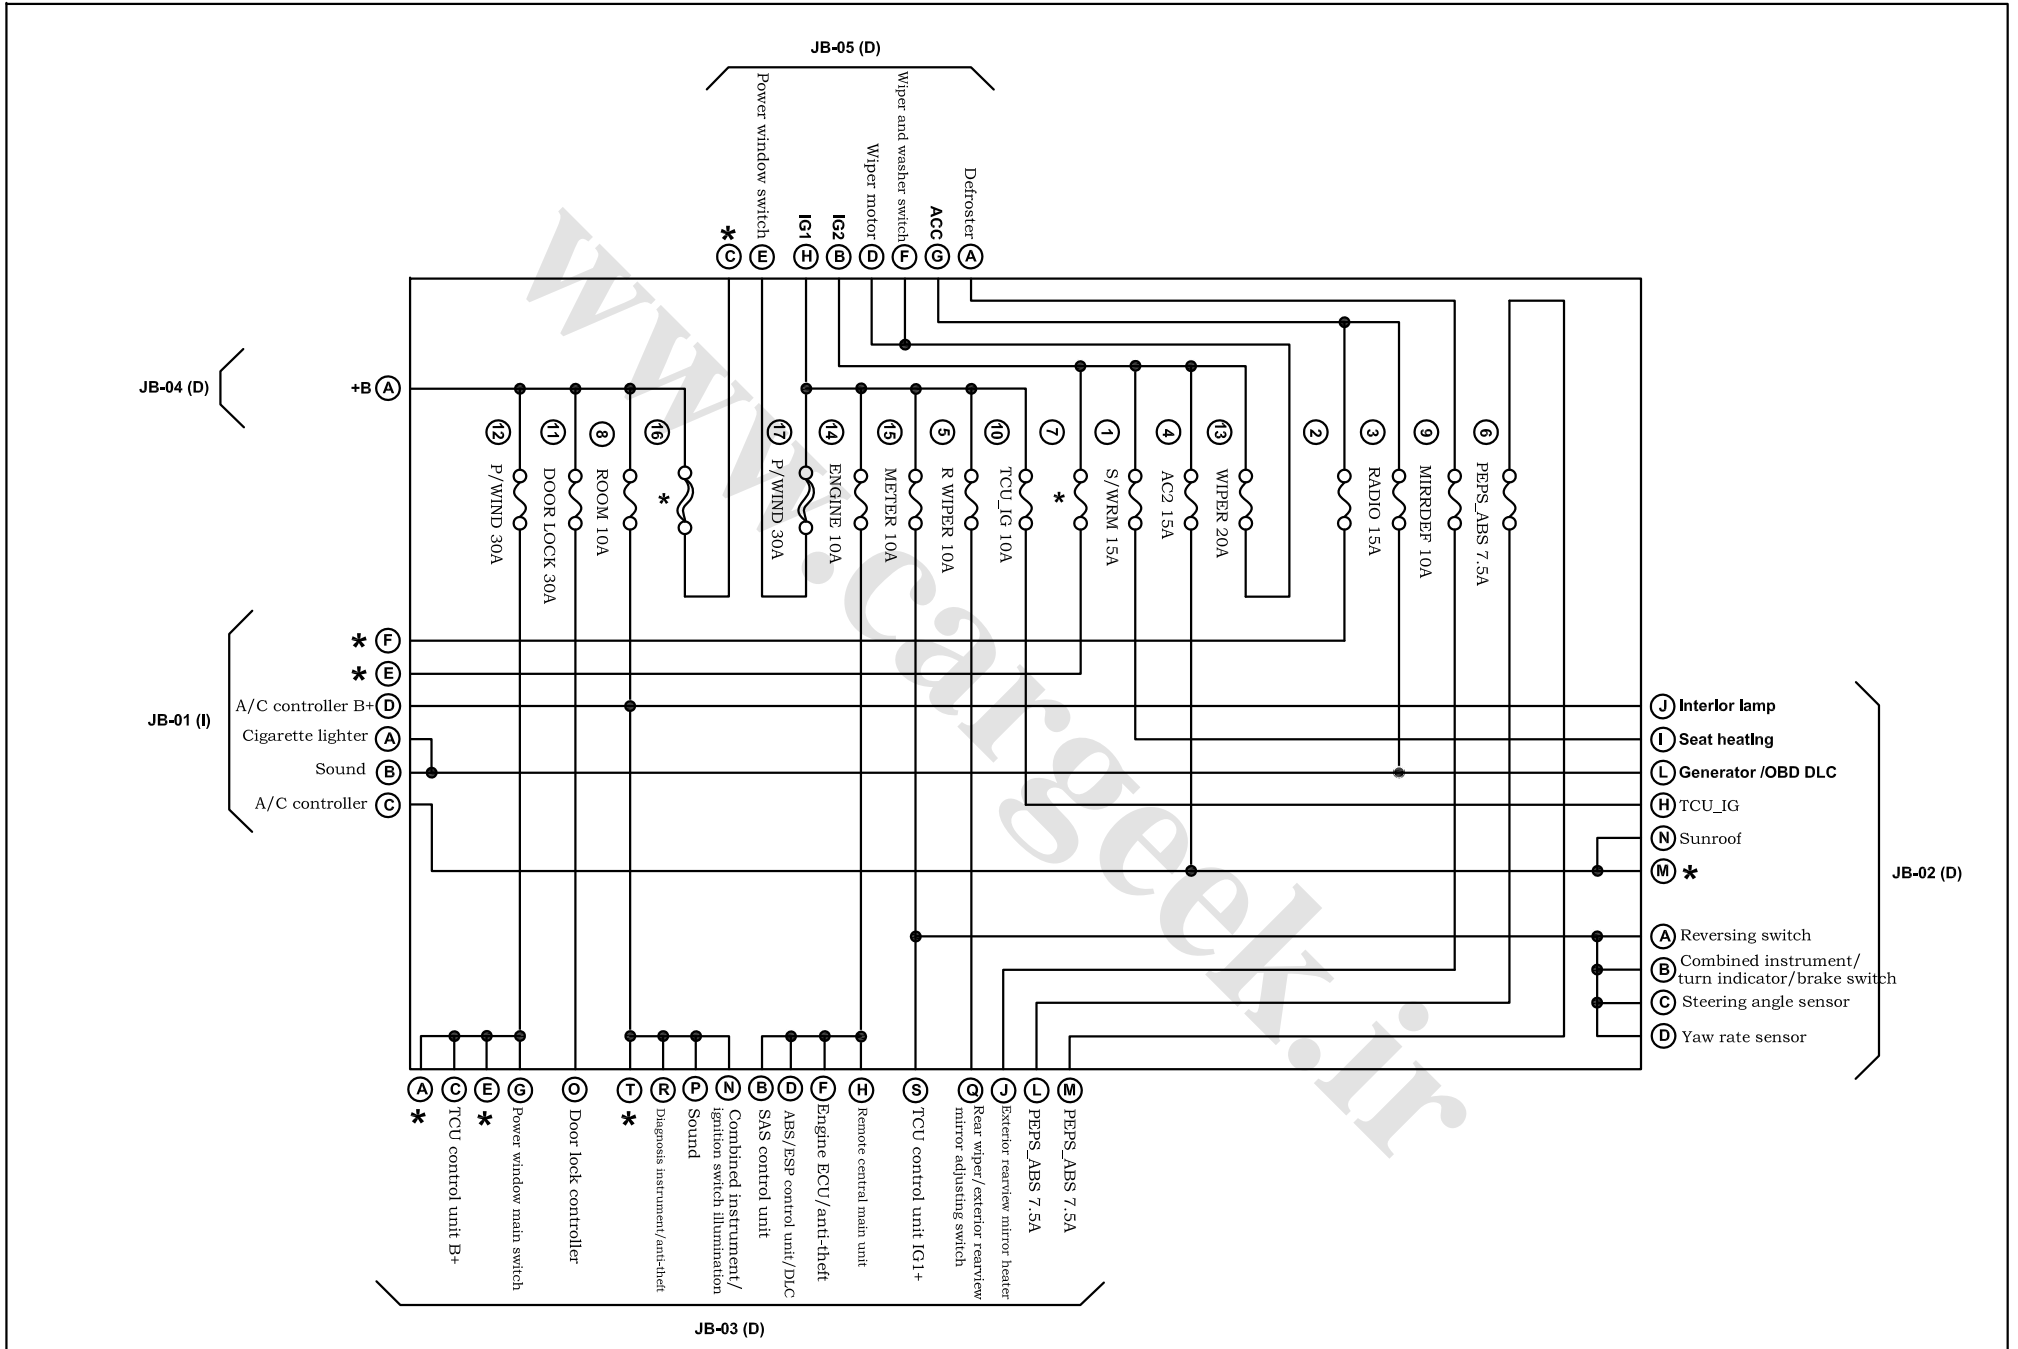 JB-05 (D)
Power window switch
Wiper and washer switch
Wiper motor
Defroster
IG1
IG2
ACC
*
C
E
H
B
D
F
G
A
JB-04 (D)
+B
A
12
11
8
16
17
14
15
5
10
7
1
4
13
2
3
9
6
P/WIND 30A
DOOR LOCK 30A
ROOM 10A
*
P/WIND 30A
ENGINE 10A
METER 10A
R WIPER 10A
TCU_IG 10A
*
S/WRM 15A
AC2 15A
WIPER 20A
RADIO 15A
MIRRDEF 10A
PEPS_ABS 7.5A
JB-01 (I)
* F
* E
A/C controller B+ D
Cigarette lighter A
Sound B
A/C controller C
J Interior lamp
I Seat heating
L Generator /OBD DLC
H TCU_IG
N Sunroof
M *
A Reversing switch
B Combined instrument/
turn indicator/brake switch
C Steering angle sensor
D Yaw rate sensor
JB-02 (D)
A
C
E
G
O
T
R
P
N
B
D
F
H
S
Q
J
L
M
*
TCU control unit B+
*
Power window main switch
Door lock controller
*
Diagnosis instrument/anti-theft
Sound
Combined instrument/
ignition switch illumination
SAS control unit
ABS/ESP control unit/DLC
Engine ECU/anti-theft
Remote central main unit
TCU control unit IG1+
Rear wiper/exterior rearview
mirror adjusting switch
Exterior rearview mirror heater
PEPS_ABS 7.5A
PEPS_ABS 7.5A
JB-03 (D)
www.cargeek.ir